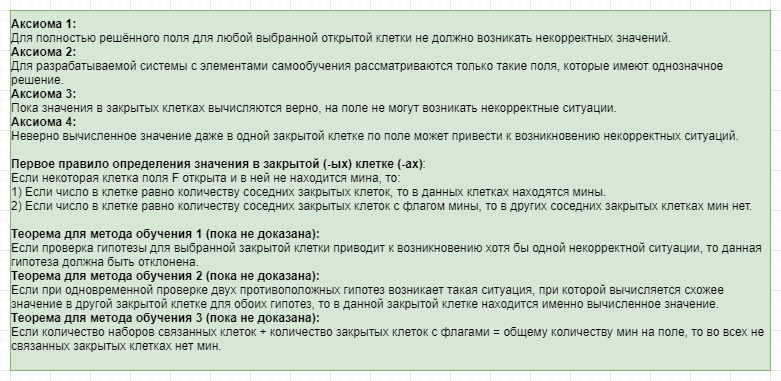 Аксиома 1:
Для полностью решённого поля для любой выбранной открытой клетки не должно возникать некорректных значений.
Аксиома 2:
Для разрабатываемой системы с элементами самообучения рассматриваются только такие поля, которые имеют однозначное
решение.
Аксиома 3:
Пока значения в закрытых клетках вычисляются верно, на поле не могут возникать некорректные ситуации.
Аксиома 4:
Неверно вычисленное значение даже в одной закрытой клетке по поле может привести к возникновению некорректных ситуаций.
Первое правило определения значения в закрытой (-ых) клетке (-ах):
Если некоторая клетка поля F открыта и в ней не находится мина, то:
1) Если число в клетке равно количеству соседних закрытых клеток, то в данных клетках находятся мины.
2) Если число в клетке равно количеству соседних закрытых клеток с флагом мины, то в других соседних закрытых клетках мин нет.
Теорема для метода обучения 1 (пока не доказана):
Если проверка гипотезы для выбранной закрытой клетки приводит к возникновению хотя бы одной некорректной ситуации, то данная
гипотеза должна быть отклонена.
Теорема для метода обучения 2 (пока не доказана):
Если при одновременной проверке двух противоположных гипотез возникает такая ситуация, при которой вычисляется схожее
значение в другой закрытой клетке для обоих гипотез, то в данной закрытой клетке находится именно вычисленное значение.
Теорема для метода обучения 3 (пока не доказана):
Если количество наборов связанных клеток + количество закрытых клеток с флагами = общему количеству мин на поле, то во всех не
связанных закрытых клетках нет мин.